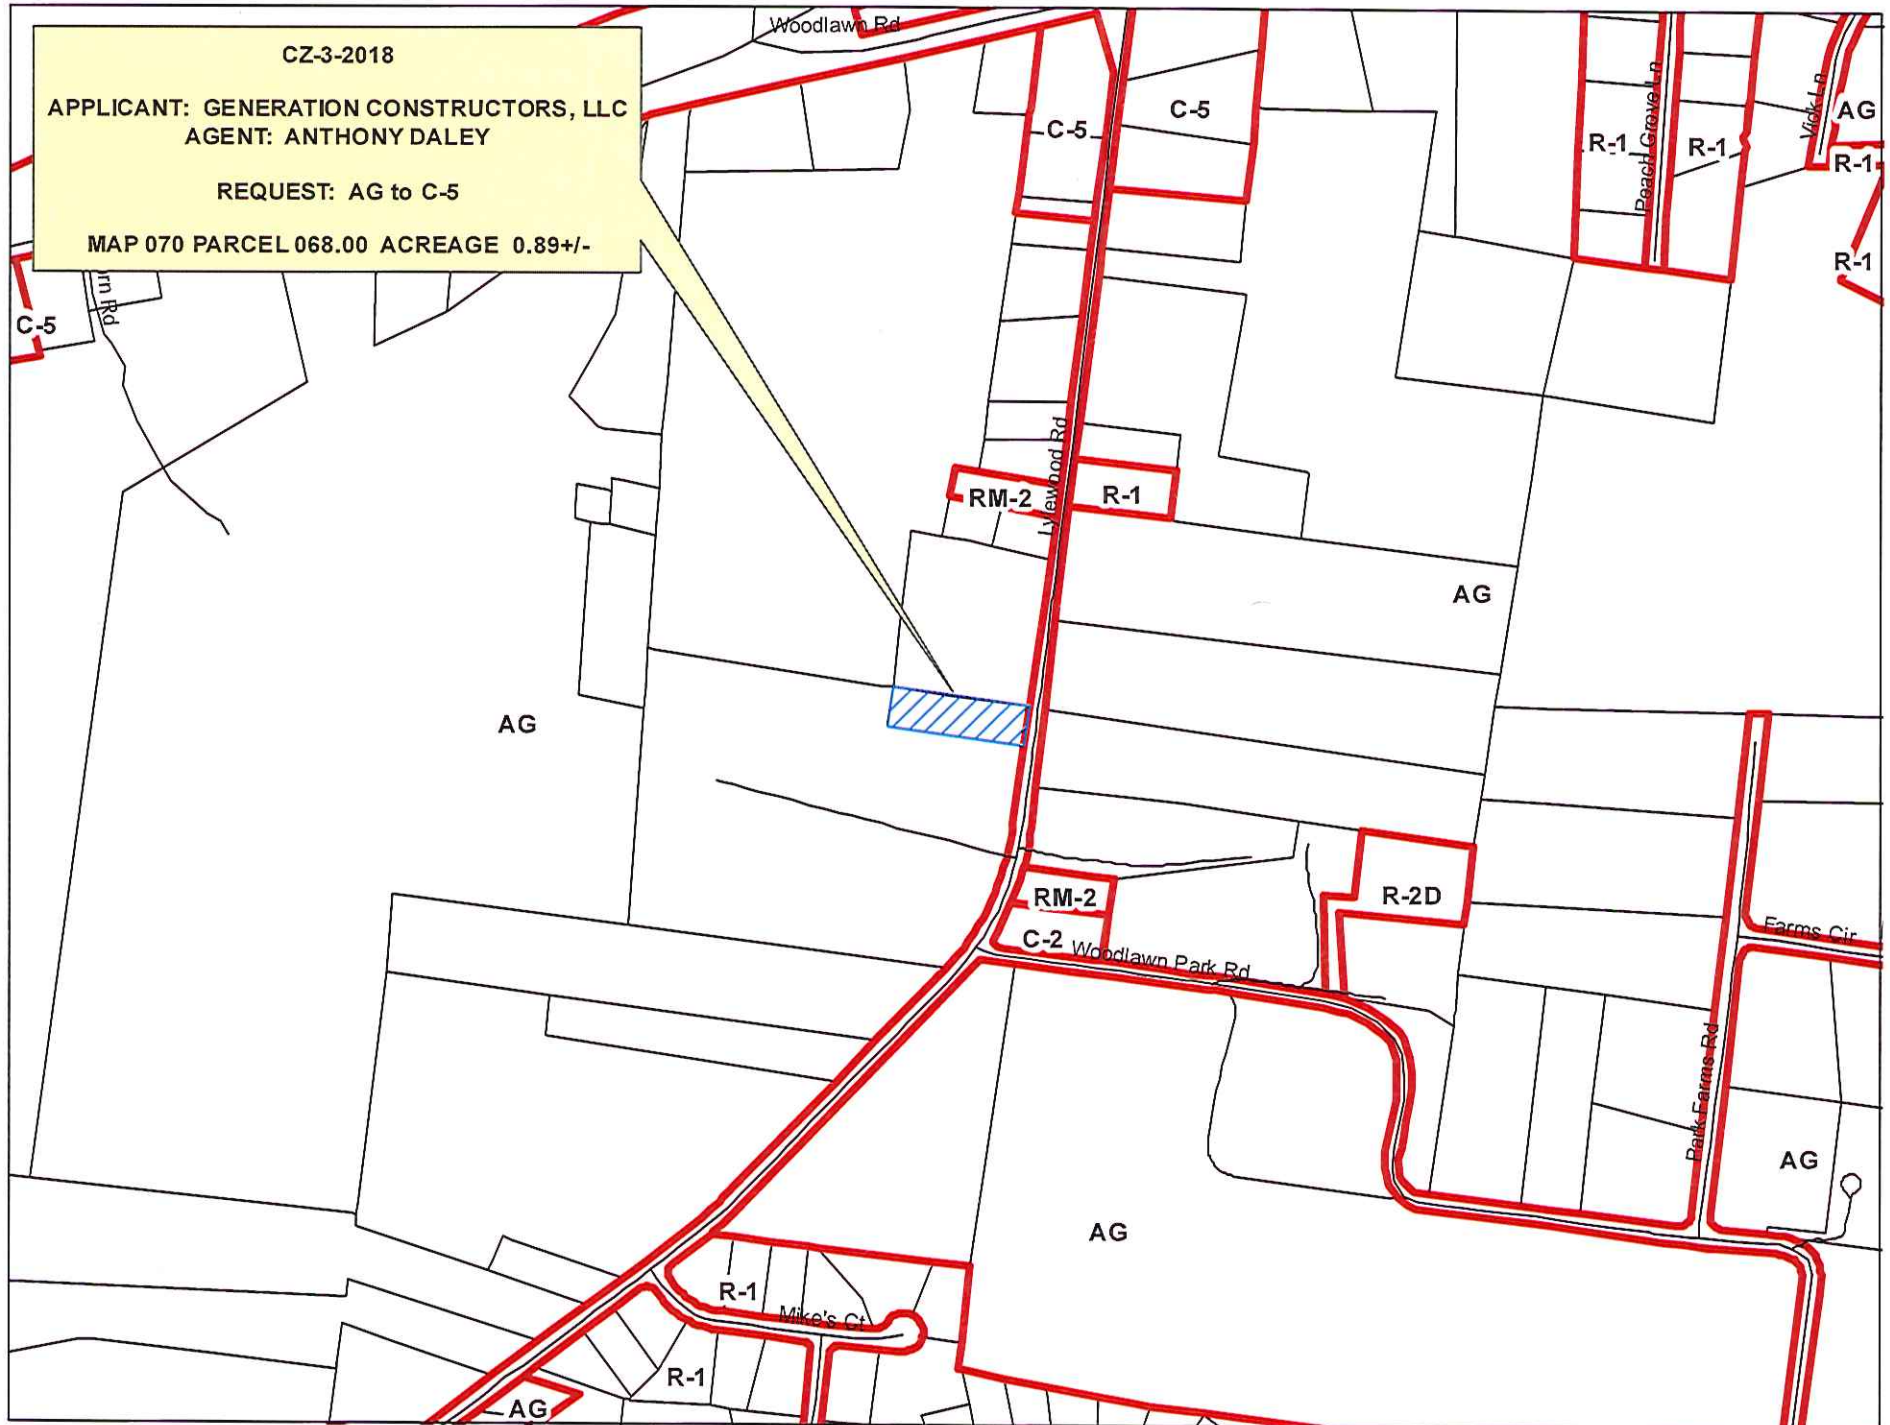 CZ-3-2018
APPLICANT: GENERATION CONSTRUCTORS, LLC
AGENT: ANTHONY DALEY
REQUEST: AG to C-5
MAP 070 PARCEL 068.00 ACREAGE 0.89+/-
Woodlawn Rd
C-5
C-5
R-1
Peach Grove Ln
R-1
Vick Ln
AG
R-1
R-1
C-5
rn Rd
Lylewood Rd
RM-2
R-1
AG
AG
RM-2
C-2
Woodlawn Park Rd
R-2D
Farms Cir
Park Farms Rd
AG
AG
R-1
Mike's Ct
R-1
AG